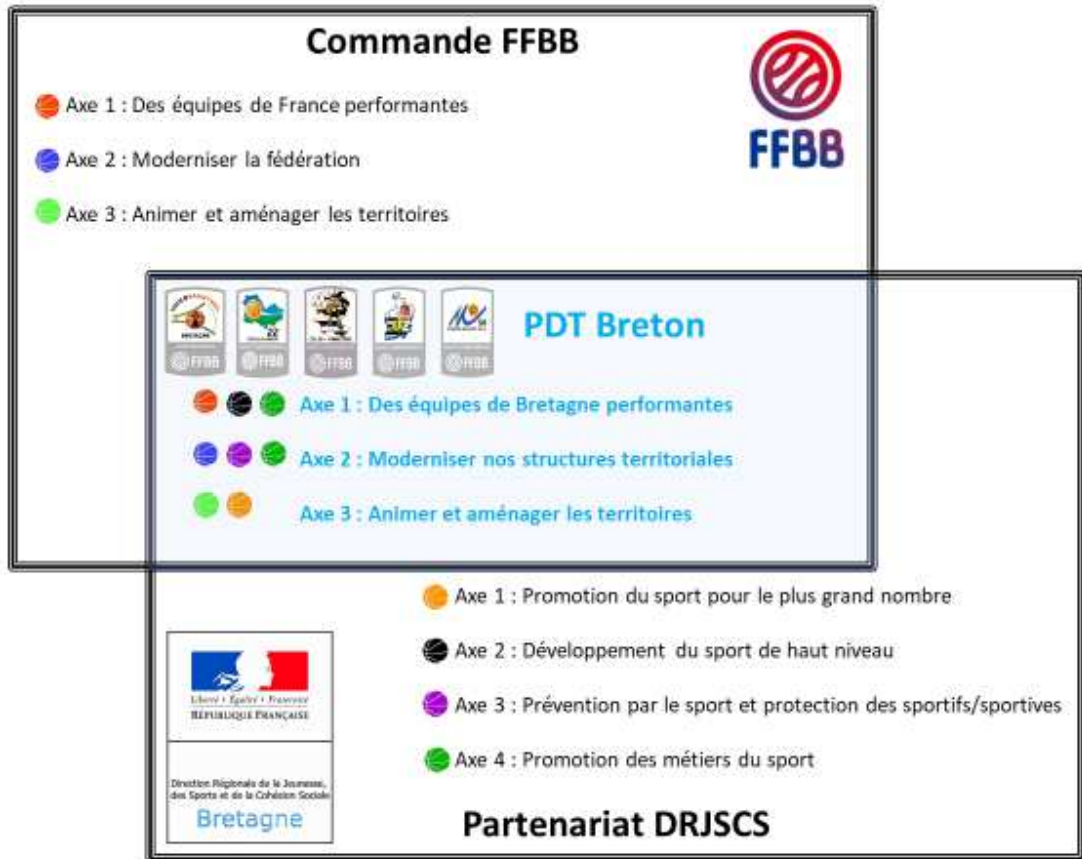 Commande FFBB
FFBB
Axe 1 : Des équipes de France performantes
Axe 2 : Moderniser la fédération
Axe 3 : Animer et aménager les territoires
FFBB FFBB FFBB FFBB FFBB
PDT Breton
Axe 1 : Des équipes de Bretagne performantes
Axe 2 : Moderniser nos structures territoriales
Axe 3 : Animer et aménager les territoires
Axe 1 : Promotion du sport pour le plus grand nombre
Axe 2 : Développement du sport de haut niveau
Axe 3 : Prévention par le sport et protection des sportifs/sportives
Axe 4 : Promotion des métiers du sport
Liberté • Égalité • Fraternité
RÉPUBLIQUE FRANÇAISE
Direction Régionale de la Jeunesse,
des Sports et de la Cohésion Sociale
Bretagne
Partenariat DRJSCS